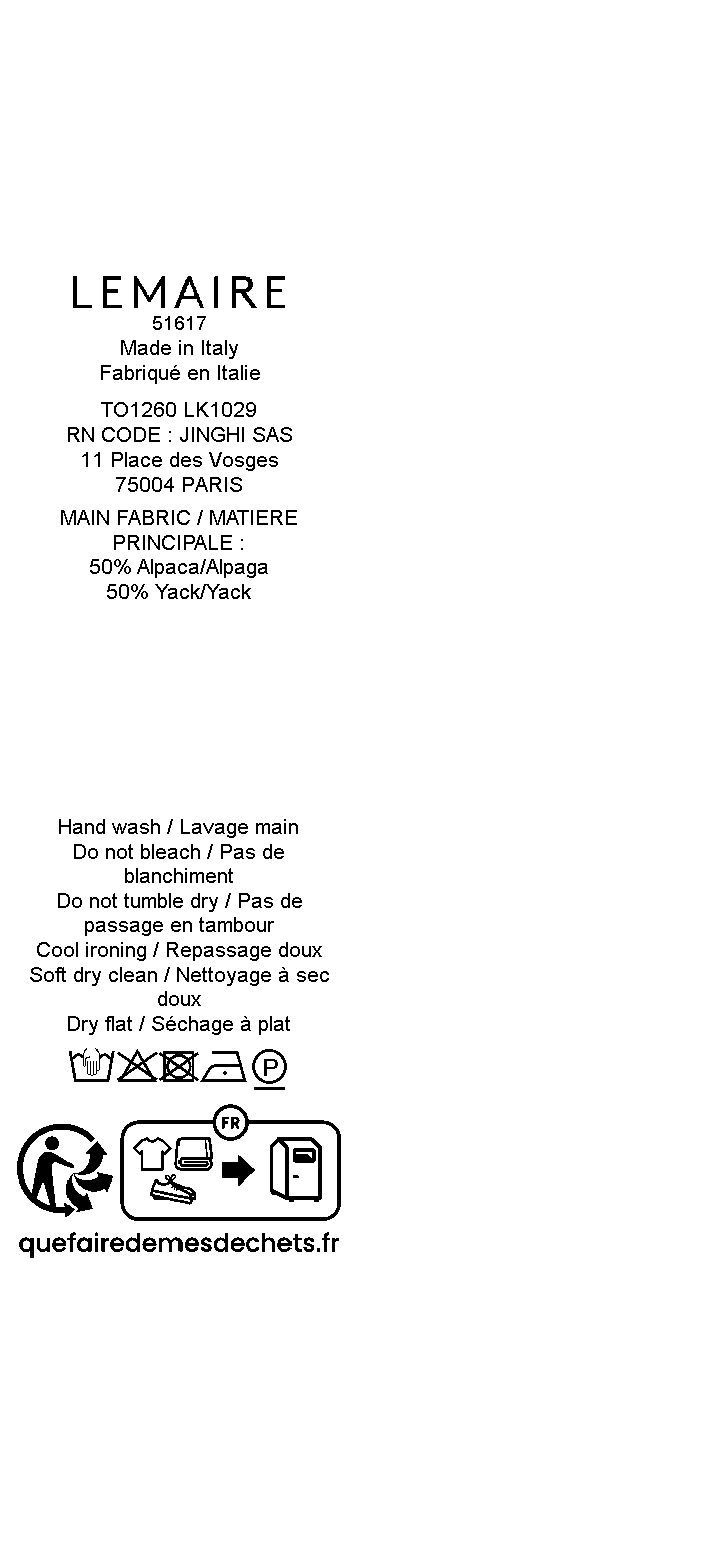 LEMAIRE
51617
Made in Italy
Fabriqué en Italie
TO1260 LK1029
RN CODE : JINGHI SAS
11 Place des Vosges
75004 PARIS
MAIN FABRIC / MATIERE
PRINCIPALE :
50% Alpaca/Alpaga
50% Yack/Yack
Hand wash / Lavage main
Do not bleach / Pas de
blanchiment
Do not tumble dry / Pas de
passage en tambour
Cool ironing / Repassage doux
Soft dry clean / Nettoyage à sec
doux
Dry flat / Séchage à plat
P
FR
quefairedemesdechets.fr